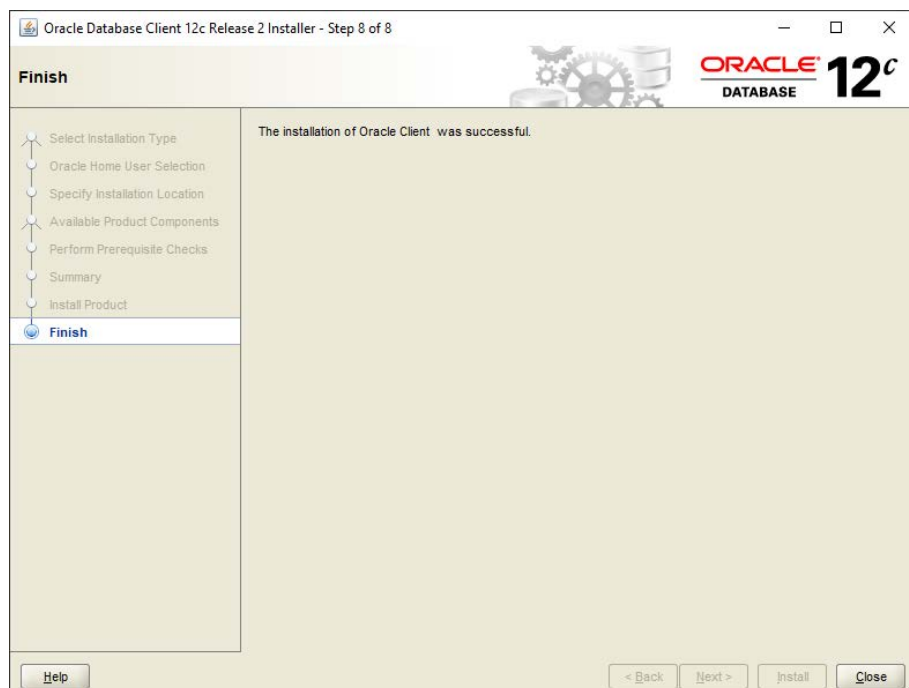 Oracle Database Client 12c Release 2 Installer - Step 8 of 8
Finish
ORACLE®
DATABASE
12c
Select Installation Type
Oracle Home User Selection
Specify Installation Location
Available Product Components
Perform Prerequisite Checks
Summary
Install Product
Finish
The installation of Oracle Client  was successful.
Help
< Back
Next >
Install
Close